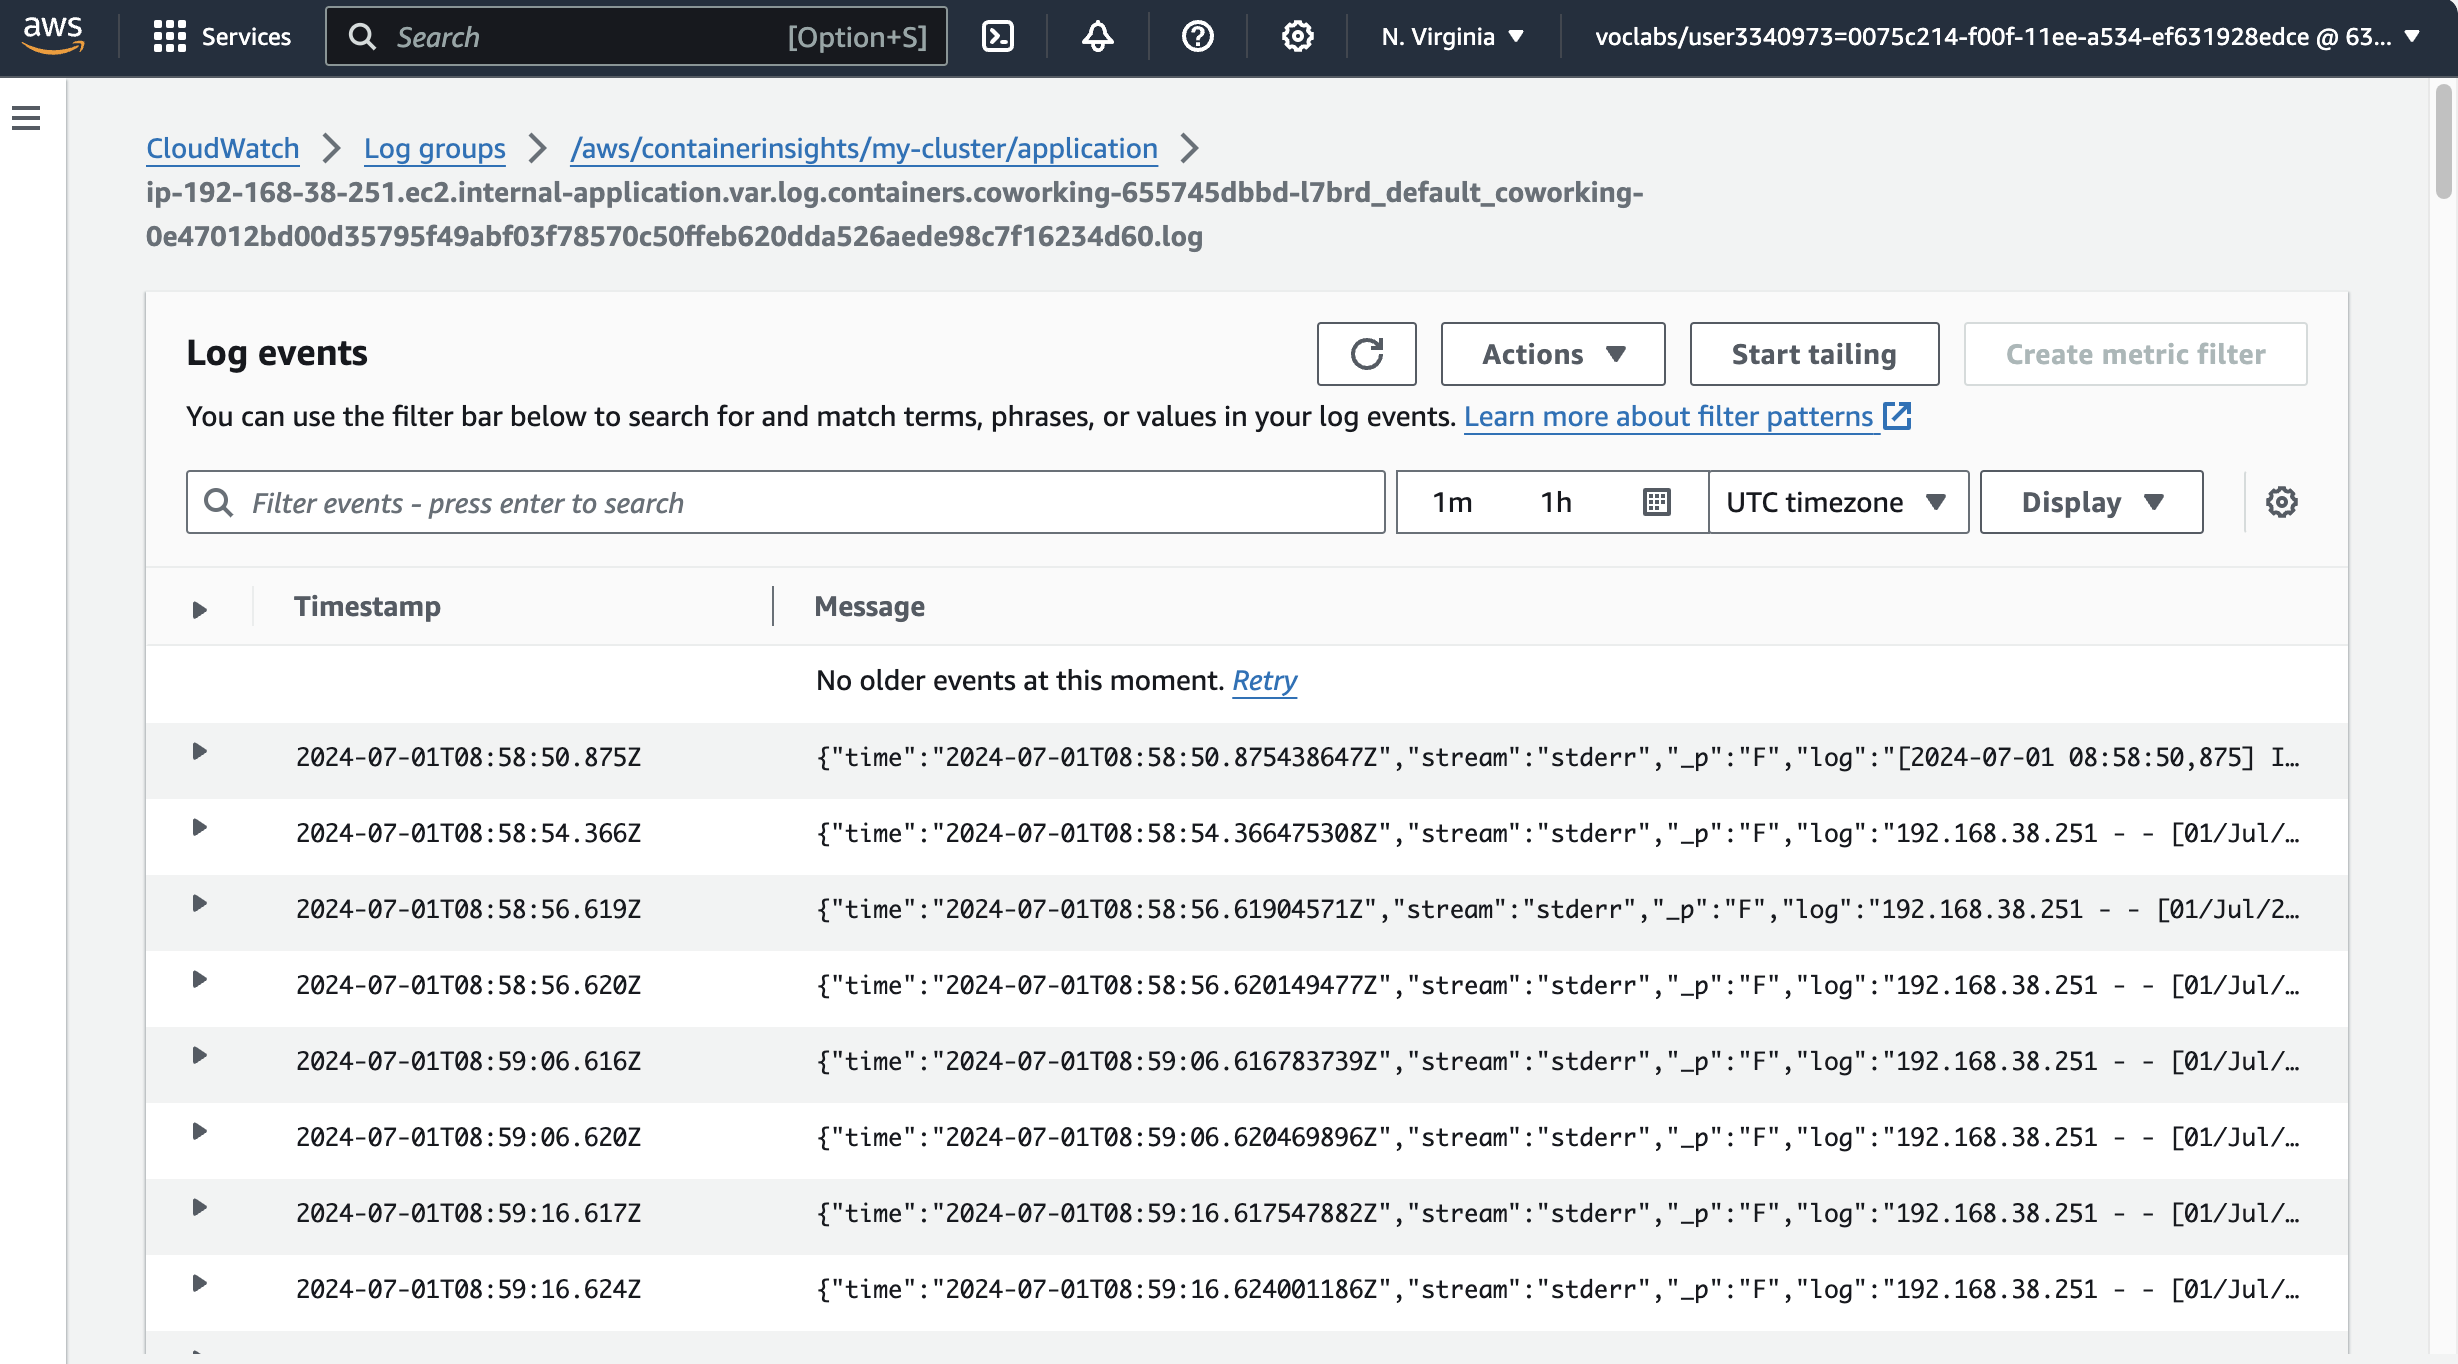 aws Services Search [Option+S] N. Virginia voclabs/user3340973=0075c214-f00f-11ee-a534-ef631928edce @ 63...
CloudWatch Log groups /aws/containerinsights/my-cluster/application
ip-192-168-38-251.ec2.internal-application.var.log.containers.coworking-655745dbbd-l7brd_default_coworking-
0e47012bd00d35795f49abf03f78570c50ffeb620dda526aede98c7f16234d60.log
Log events Actions Start tailing Create metric filter
You can use the filter bar below to search for and match terms, phrases, or values in your log events. Learn more about filter patterns
Filter events - press enter to search 1m 1h UTC timezone Display
Timestamp Message
No older events at this moment. Retry
2024-07-01T08:58:50.875Z {"time":"2024-07-01T08:58:50.875438647Z","stream":"stderr","_p":"F","log":"[2024-07-01 08:58:50,875] I…
2024-07-01T08:58:54.366Z {"time":"2024-07-01T08:58:54.366475308Z","stream":"stderr","_p":"F","log":"192.168.38.251 - - [01/Jul/…
2024-07-01T08:58:56.619Z {"time":"2024-07-01T08:58:56.61904571Z","stream":"stderr","_p":"F","log":"192.168.38.251 - - [01/Jul/2…
2024-07-01T08:58:56.620Z {"time":"2024-07-01T08:58:56.620149477Z","stream":"stderr","_p":"F","log":"192.168.38.251 - - [01/Jul/…
2024-07-01T08:59:06.616Z {"time":"2024-07-01T08:59:06.616783739Z","stream":"stderr","_p":"F","log":"192.168.38.251 - - [01/Jul/…
2024-07-01T08:59:06.620Z {"time":"2024-07-01T08:59:06.620469896Z","stream":"stderr","_p":"F","log":"192.168.38.251 - - [01/Jul/…
2024-07-01T08:59:16.617Z {"time":"2024-07-01T08:59:16.617547882Z","stream":"stderr","_p":"F","log":"192.168.38.251 - - [01/Jul/…
2024-07-01T08:59:16.624Z {"time":"2024-07-01T08:59:16.624001186Z","stream":"stderr","_p":"F","log":"192.168.38.251 - - [01/Jul/…